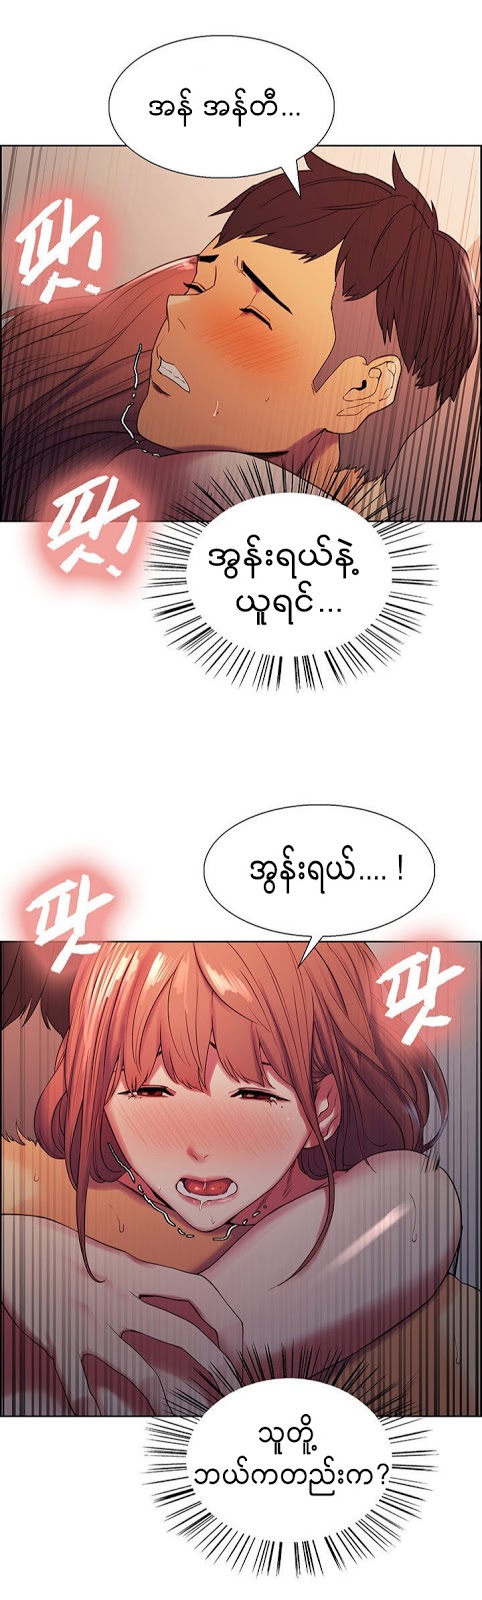 အန် အန်တီ...
팟!
팟!
အွန်းရယ်နဲ့
ယူရင်...
အွန်းရယ်.... !
팟
팟
သူတို့
ဘယ်ကတည်းက?